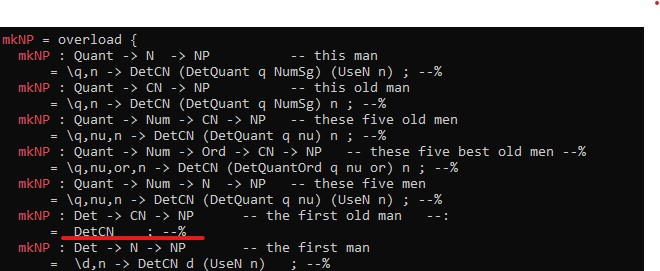 mkNP = overload {
mkNP : Quant -> N -> NP -- this man
= \q,n -> DetCN (DetQuant q NumSg) (UseN n) ; --%
mkNP : Quant -> CN -> NP -- this old man
= \q,n -> DetCN (DetQuant q NumSg) n ; --%
mkNP : Quant -> Num -> CN -> NP -- these five old men
= \q,nu,n -> DetCN (DetQuant q nu) n ; --%
mkNP : Quant -> Num -> Ord -> CN -> NP -- these five best old men --%
= \q,nu,or,n -> DetCN (DetQuantOrd q nu or) n ; --%
mkNP : Quant -> Num -> N -> NP -- these five men
= \q,nu,n -> DetCN (DetQuant q nu) (UseN n) ; --%
mkNP : Det -> CN -> NP -- the first old man --:
= DetCN ; --%
mkNP : Det -> N -> NP -- the first man
= \d,n -> DetCN d (UseN n) ; --%